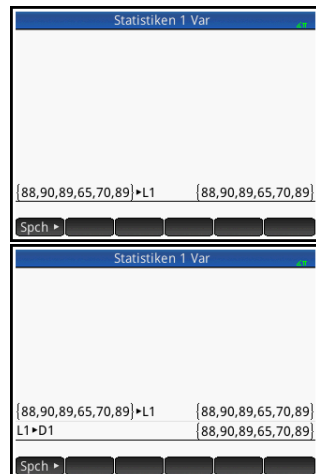 Statistiken 1 Var
∡π
{88,90,89,65,70,89}▶L1 {88,90,89,65,70,89}
Spch ▶
Statistiken 1 Var
∡π
{88,90,89,65,70,89}▶L1 {88,90,89,65,70,89}
L1▶D1 {88,90,89,65,70,89}
Spch ▶